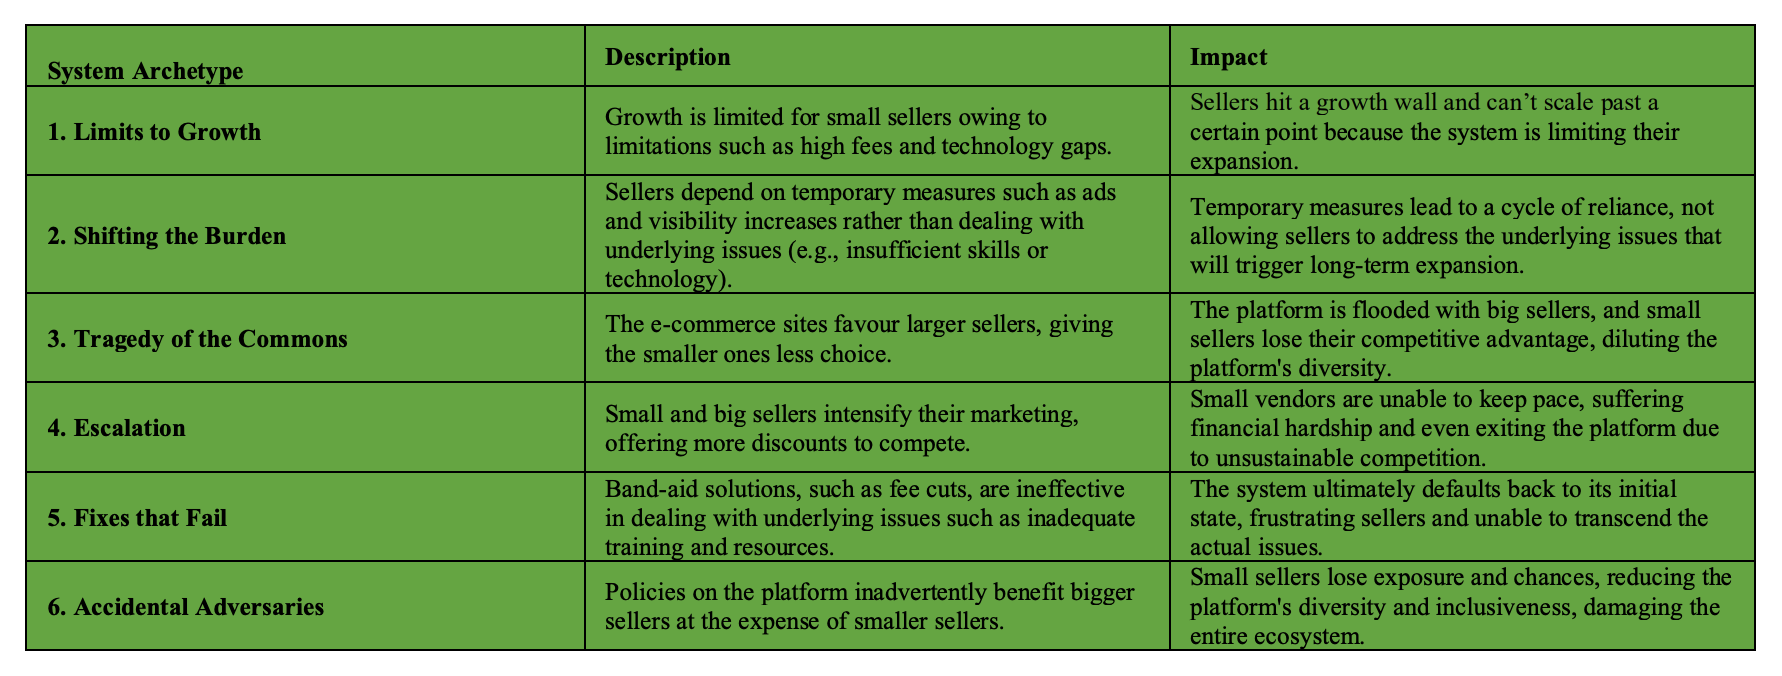 System Archetype
Description
Impact
1. Limits to Growth
Growth is limited for small sellers owing to
limitations such as high fees and technology gaps.
Sellers hit a growth wall and can’t scale past a
certain point because the system is limiting their
expansion.
2. Shifting the Burden
Sellers depend on temporary measures such as ads
and visibility increases rather than dealing with
underlying issues (e.g., insufficient skills or
technology).
Temporary measures lead to a cycle of reliance, not
allowing sellers to address the underlying issues that
will trigger long-term expansion.
3. Tragedy of the Commons
The e-commerce sites favour larger sellers, giving
the smaller ones less choice.
The platform is flooded with big sellers, and small
sellers lose their competitive advantage, diluting the
platform's diversity.
4. Escalation
Small and big sellers intensify their marketing,
offering more discounts to compete.
Small vendors are unable to keep pace, suffering
financial hardship and even exiting the platform due
to unsustainable competition.
5. Fixes that Fail
Band-aid solutions, such as fee cuts, are ineffective
in dealing with underlying issues such as inadequate
training and resources.
The system ultimately defaults back to its initial
state, frustrating sellers and unable to transcend the
actual issues.
6. Accidental Adversaries
Policies on the platform inadvertently benefit bigger
sellers at the expense of smaller sellers.
Small sellers lose exposure and chances, reducing the
platform's diversity and inclusiveness, damaging the
entire ecosystem.